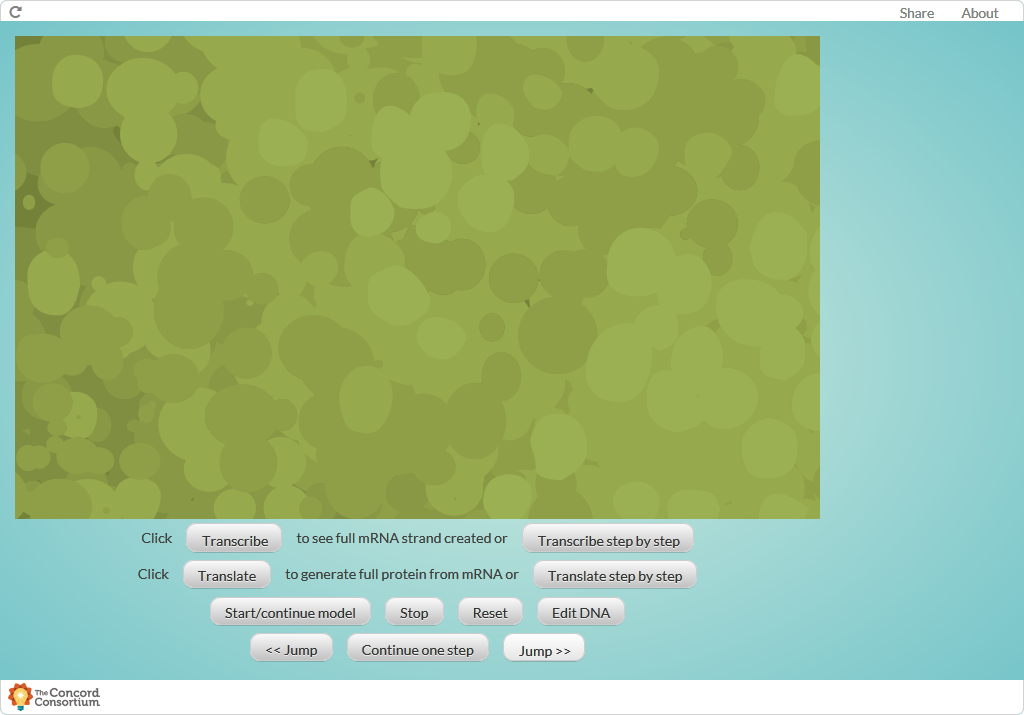 Share About
Click Transcribe to see full mRNA strand created or Transcribe step by step
Click Translate to generate full protein from mRNA or Translate step by step
Start/continue model Stop Reset Edit DNA
<< Jump Continue one step Jump >>
The Concord
Consortium